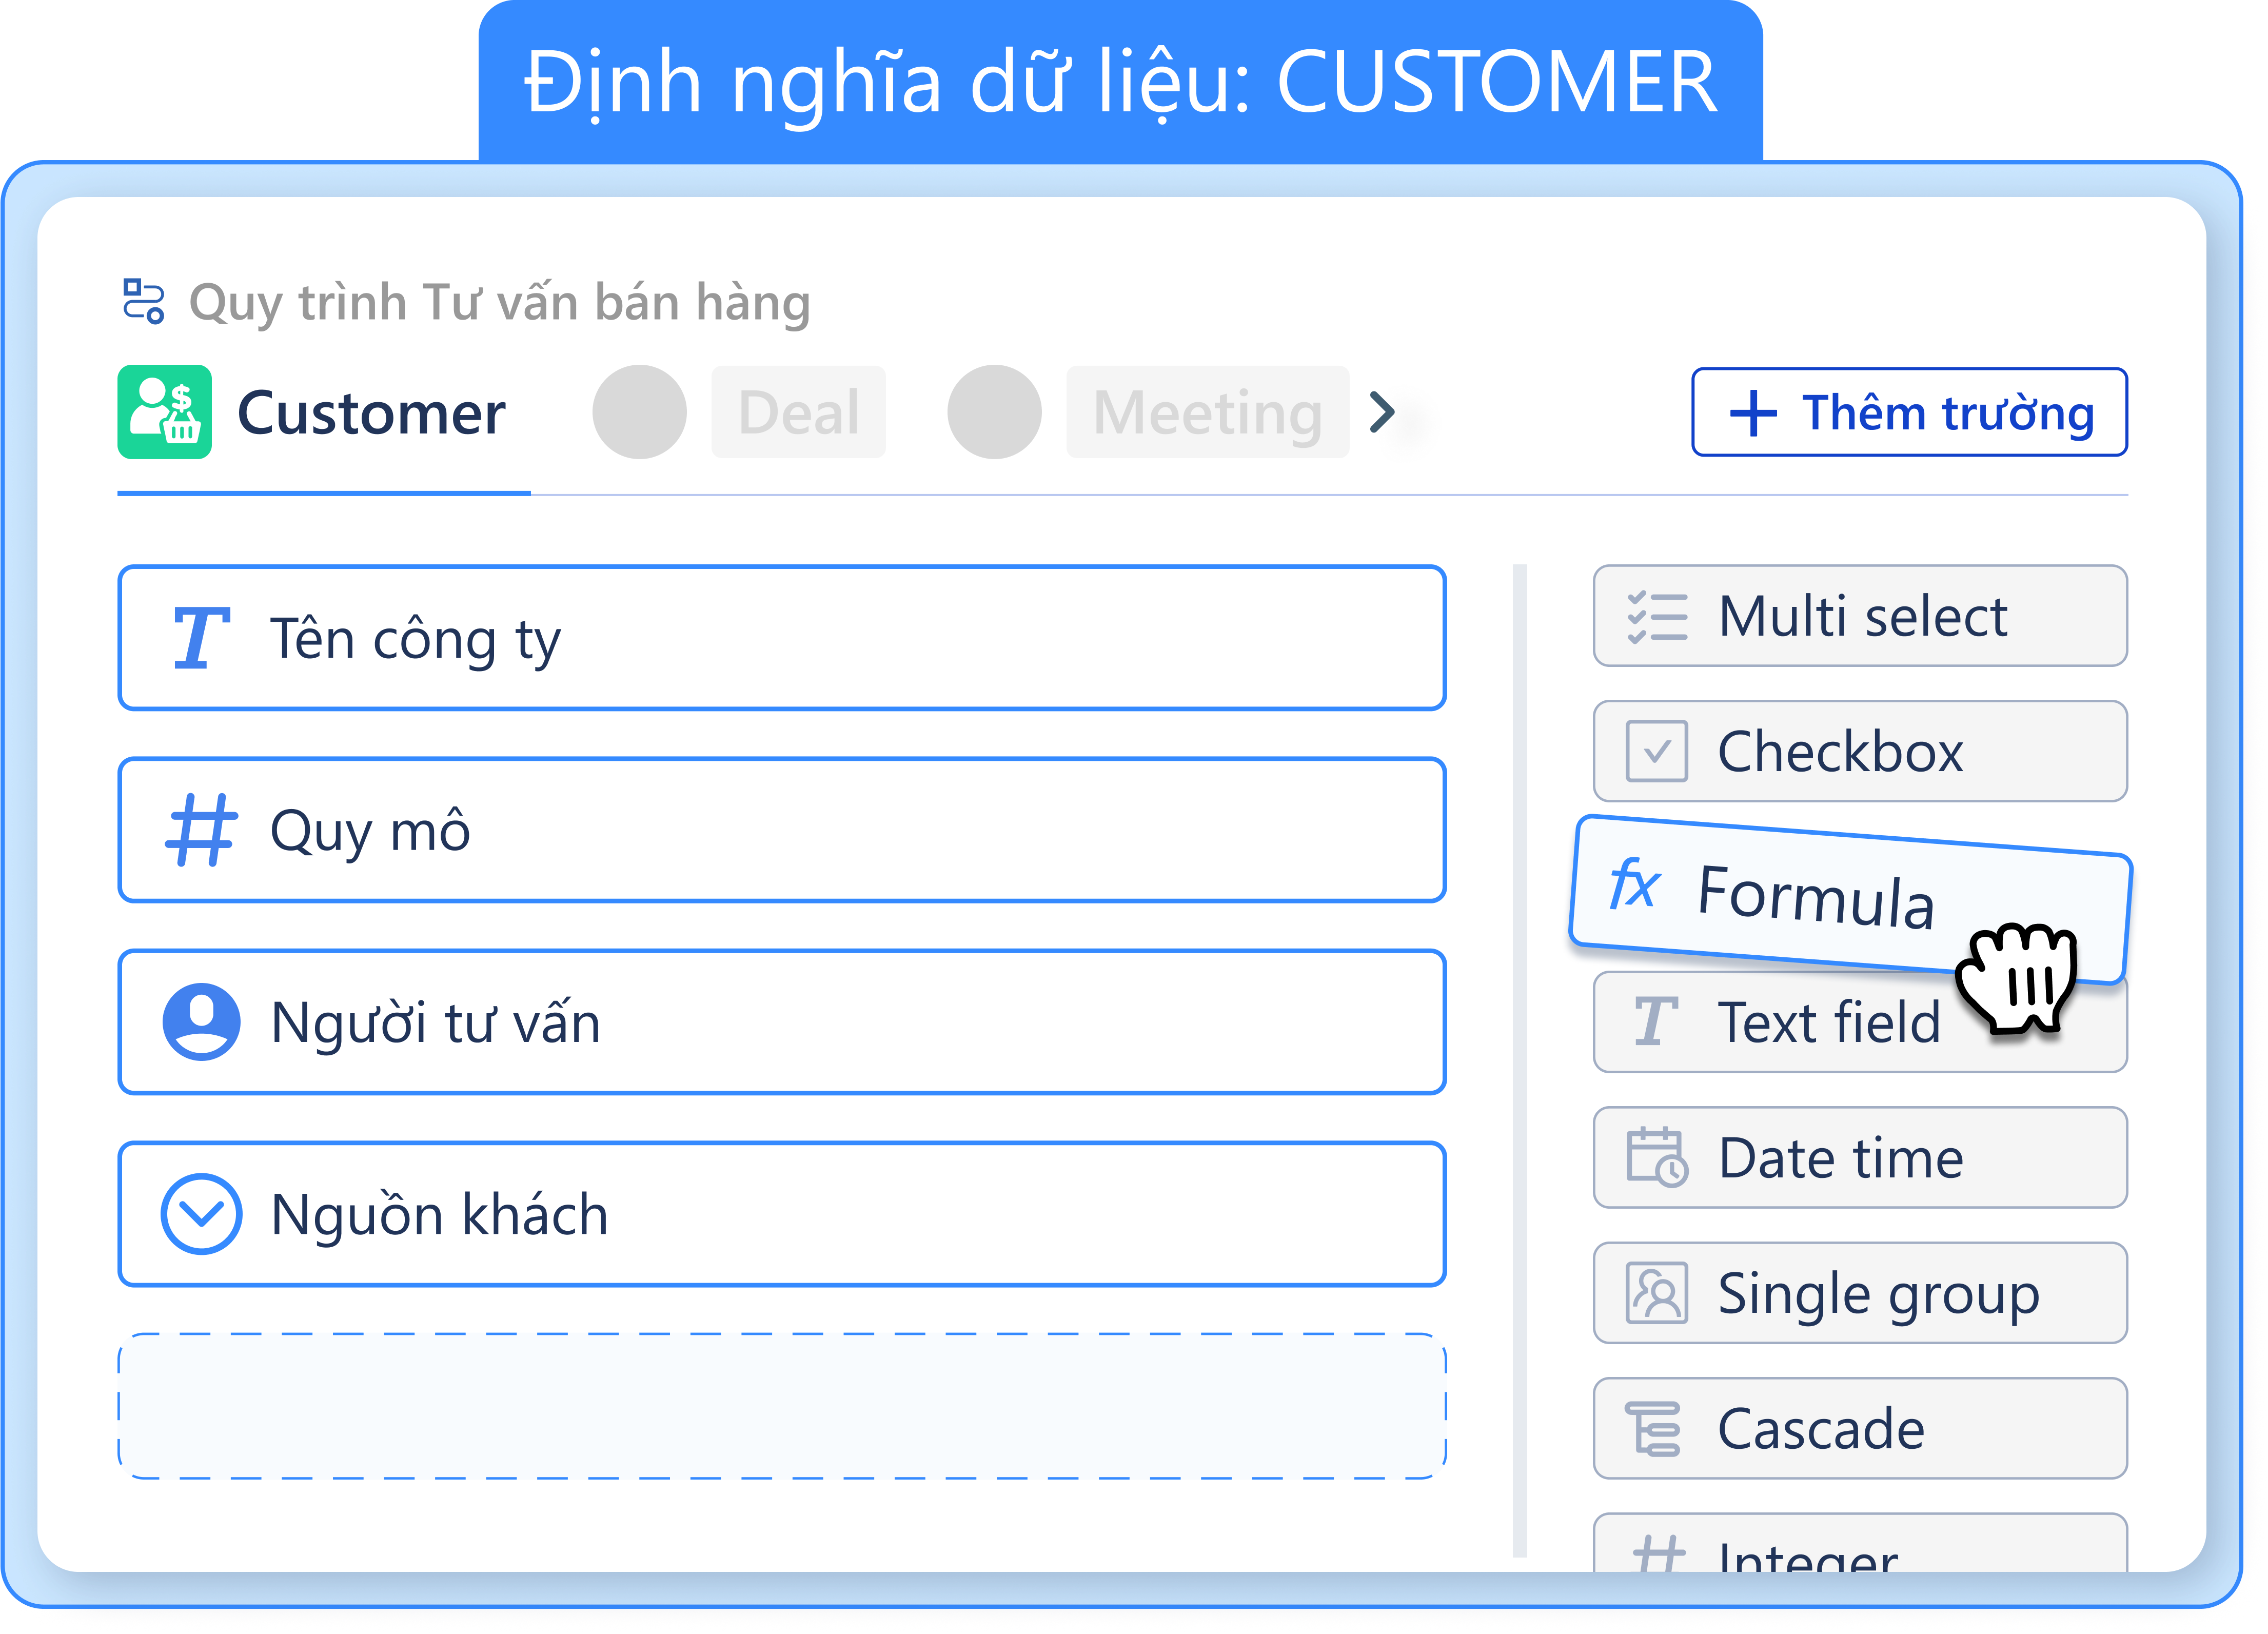 Định nghĩa dữ liệu: CUSTOMER
Quy trình Tư vấn bán hàng
Customer
Deal
Meeting
Thêm trường
Tên công ty
Quy mô
Người tư vấn
Nguồn khách
Multi select
Checkbox
fx Formula
Text field
Date time
Single group
Cascade
Integer